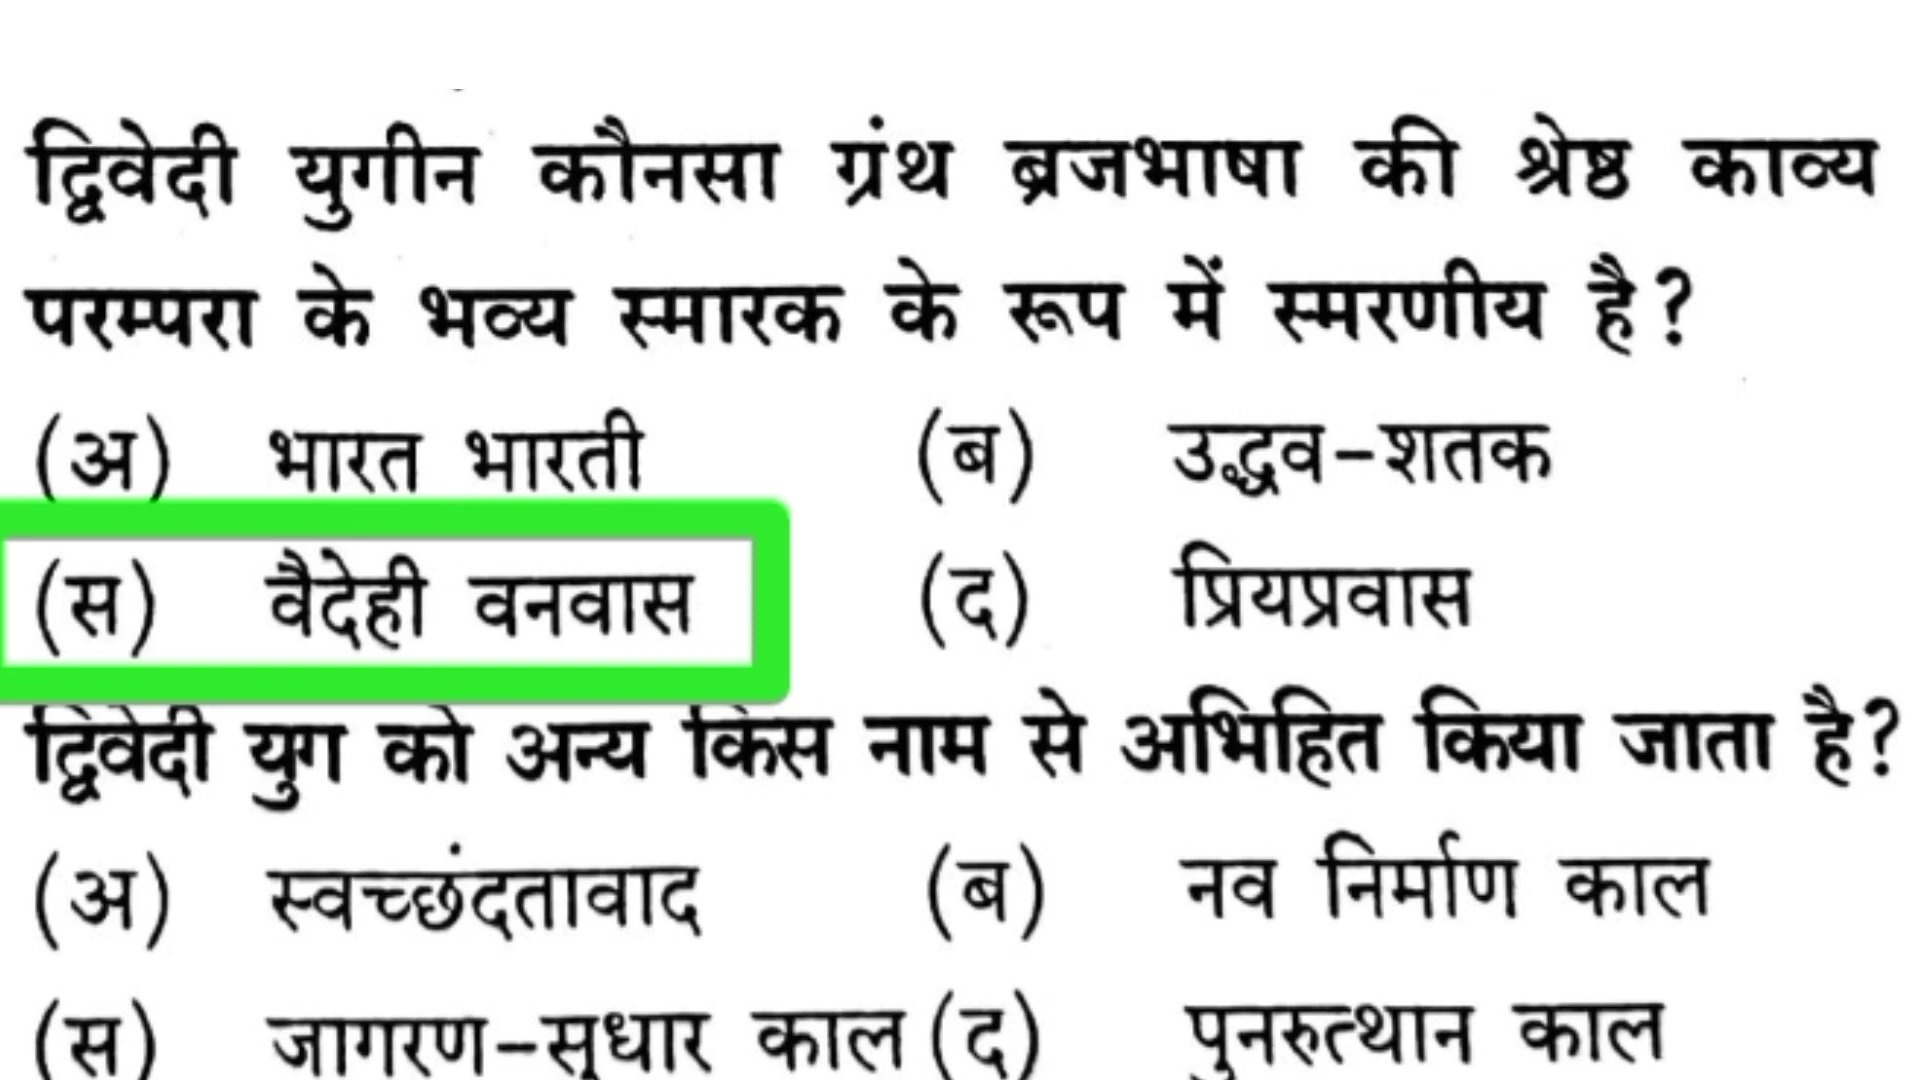 द्विवेदी युगीन कौनसा ग्रंथ ब्रजभाषा की श्रेष्ठ काव्य
परम्परा के भव्य स्मारक के रूप में स्मरणीय है?
(अ) भारत भारती (ब) उद्धव-शतक
(स) वैदेही वनवास (द) प्रियप्रवास
द्विवेदी युग को अन्य किस नाम से अभिहित किया जाता है?
(अ) स्वच्छंदतावाद (ब) नव निर्माण काल
(स) जागरण-सुधार काल (द) पुनरुत्थान काल